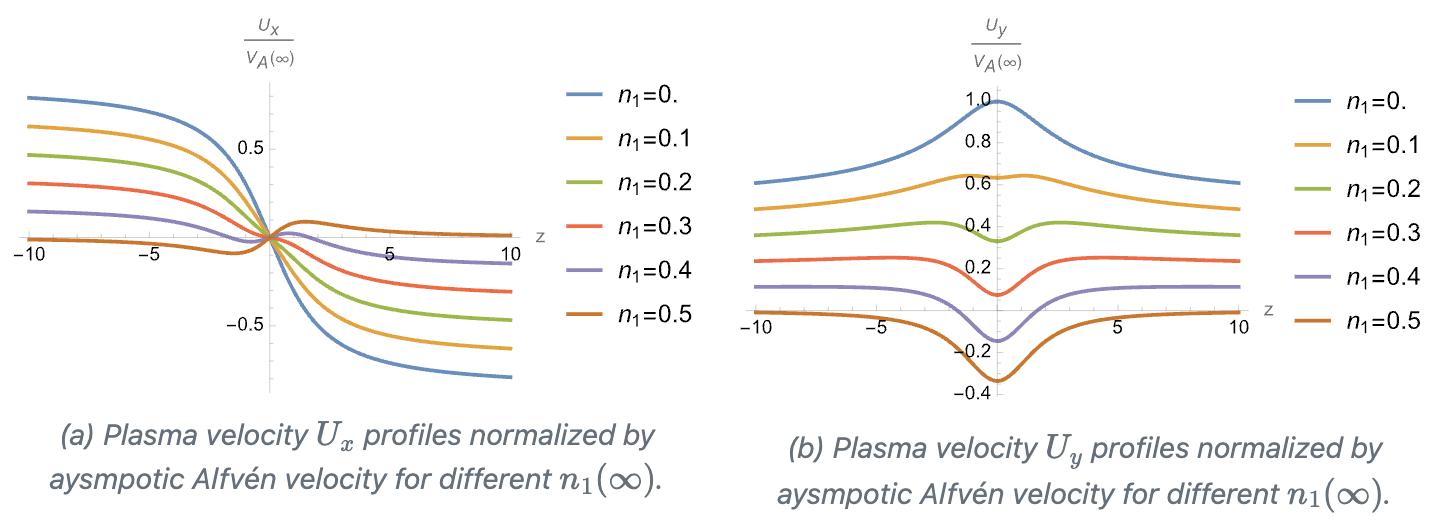 U_x
V_A(∞)
n_1=0.
n_1=0.1
n_1=0.2
n_1=0.3
n_1=0.4
n_1=0.5
0.5
-0.5
-10
-5
5
10
z
(a) Plasma velocity U_x profiles normalized by
aysmpotic Alfvén velocity for different n_1(∞).
U_y
V_A(∞)
1.0
0.8
0.6
0.4
0.2
-0.2
-0.4
-10
-5
5
10
z
n_1=0.
n_1=0.1
n_1=0.2
n_1=0.3
n_1=0.4
n_1=0.5
(b) Plasma velocity U_y profiles normalized by
aysmpotic Alfvén velocity for different n_1(∞).